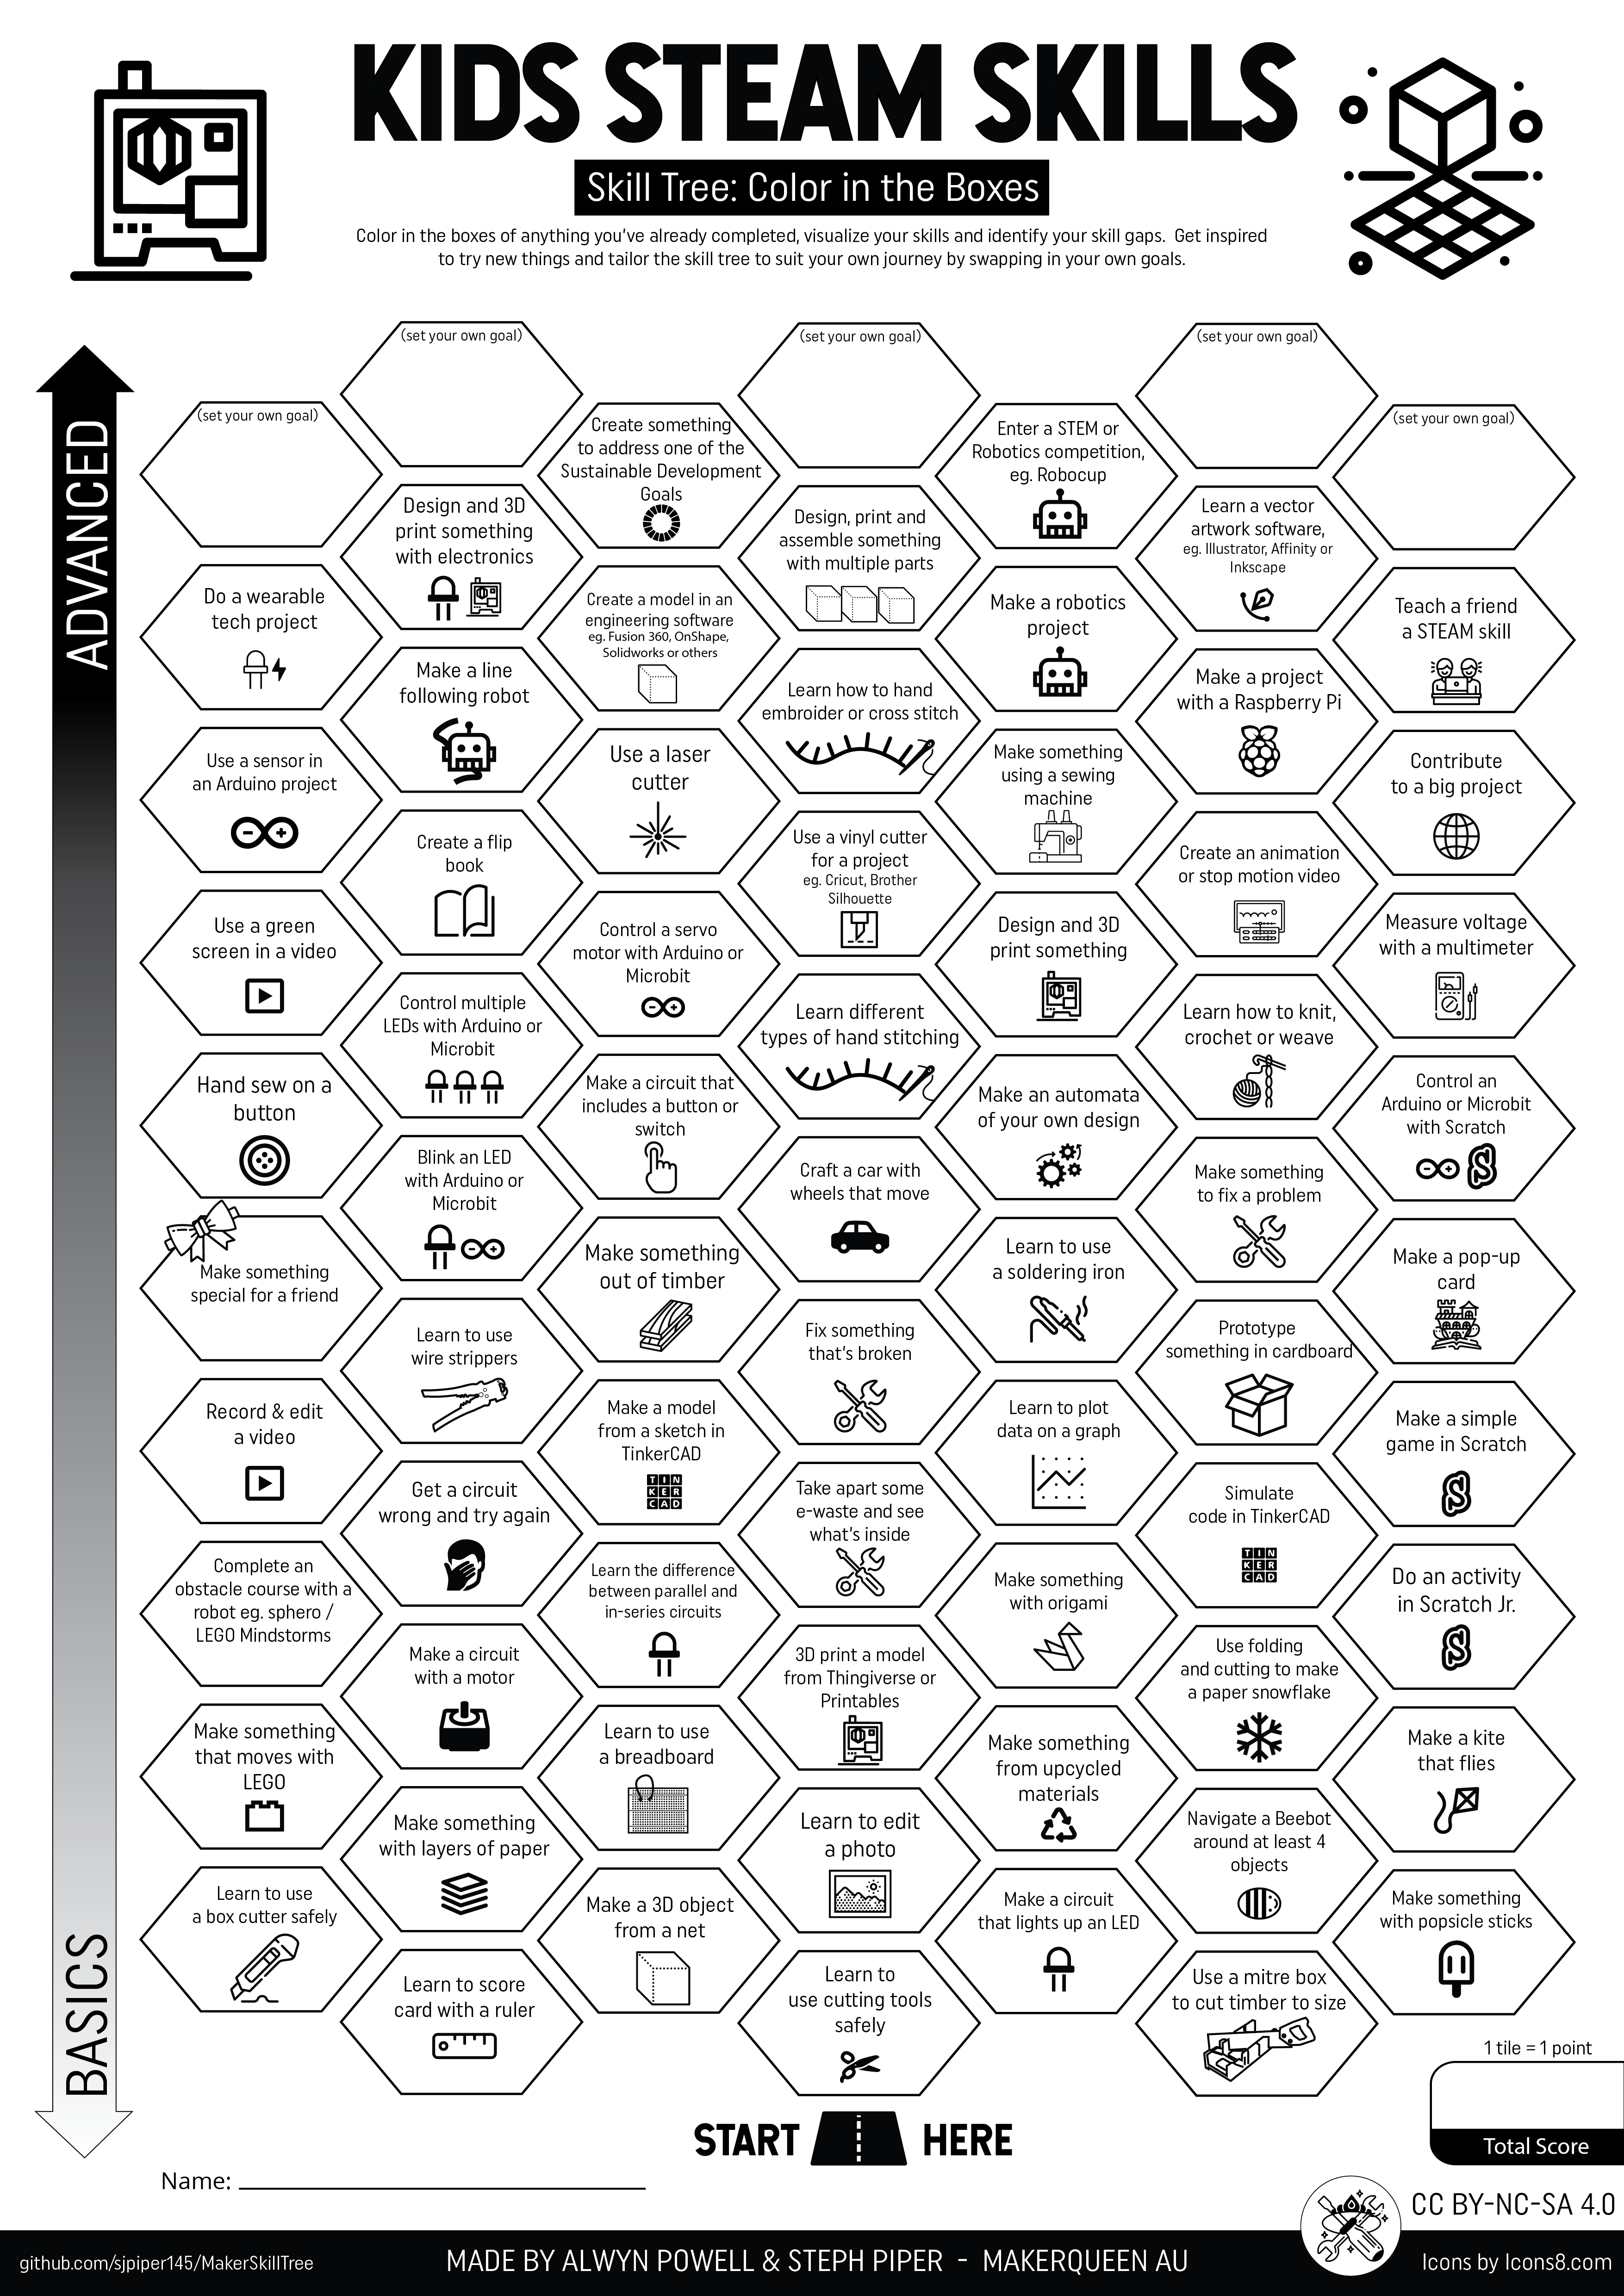 KIDS STEAM SKILLS
Skill Tree: Color in the Boxes
Color in the boxes of anything you've already completed, visualize your skills and identify your skill gaps. Get inspired
to try new things and tailor the skill tree to suit your own journey by swapping in your own goals.
ADVANCED
BASICS
(set your own goal)
Do a wearable
tech project
Use a sensor in
an Arduino project
Use a green
screen in a video
Hand sew on a
button
Make something
special for a friend
Record & edit
a video
Complete an
obstacle course with a
robot eg. sphero /
LEGO Mindstorms
Make something
that moves with
LEGO
Learn to use
a box cutter safely
(set your own goal)
Design and 3D
print something
with electronics
Make a line
following robot
Create a flip
book
Control multiple
LEDs with Arduino or
Microbit
Blink an LED
with Arduino or
Microbit
Learn to use
wire strippers
Get a circuit
wrong and try again
Make a circuit
with a motor
Make something
with layers of paper
Learn to score
card with a ruler
Create something
to address one of the
Sustainable Development
Goals
Create a model in an
engineering software
eg. Fusion 360, OnShape,
Solidworks or others
Use a laser
cutter
Control a servo
motor with Arduino or
Microbit
Make a circuit that
includes a button or
switch
Make something
out of timber
Make a model
from a sketch in
TinkerCAD
TIN
KER
CAD
Learn the difference
between parallel and
in-series circuits
Learn to use
a breadboard
Make a 3D object
from a net
(set your own goal)
Design, print and
assemble something
with multiple parts
Learn how to hand
embroider or cross stitch
Use a vinyl cutter
for a project
eg. Cricut, Brother
Silhouette
Learn different
types of hand stitching
Craft a car with
wheels that move
Fix something
that's broken
Take apart some
e-waste and see
what's inside
3D print a model
from Thingiverse or
Printables
Learn to edit
a photo
Learn to
use cutting tools
safely
Enter a STEM or
Robotics competition,
eg. Robocup
Make a robotics
project
Make something
using a sewing
machine
Design and 3D
print something
Make an automata
of your own design
Learn to use
a soldering iron
Learn to plot
data on a graph
Make something
with origami
Make something
from upcycled
materials
Make a circuit
that lights up an LED
(set your own goal)
Learn a vector
artwork software,
eg. Illustrator, Affinity or
Inkscape
Make a project
with a Raspberry Pi
Create an animation
or stop motion video
Learn how to knit,
crochet or weave
Make something
to fix a problem
Prototype
something in cardboard
Simulate
code in TinkerCAD
TIN
KER
CAD
Use folding
and cutting to make
a paper snowflake
Navigate a Beebot
around at least 4
objects
Use a mitre box
to cut timber to size
(set your own goal)
Teach a friend
a STEAM skill
Contribute
to a big project
Measure voltage
with a multimeter
Control an
Arduino or Microbit
with Scratch
Make a pop-up
card
Make a simple
game in Scratch
Do an activity
in Scratch Jr.
Make a kite
that flies
Make something
with popsicle sticks
1 tile = 1 point
Total Score
START HERE
Name:
CC BY-NC-SA 4.0
github.com/sjpiper145/MakerSkillTree
MADE BY ALWYN POWELL & STEPH PIPER - MAKERQUEEN AU
Icons by Icons8.com